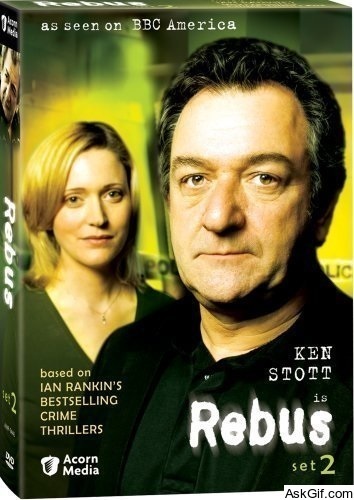 as seen on BBC America
KEN
STOTT
is
Rebus
set 2
based on
IAN RANKIN'S
BESTSELLING
CRIME
THRILLERS
Acorn
Media
Rebus
set 2
DVD
AskGif.com